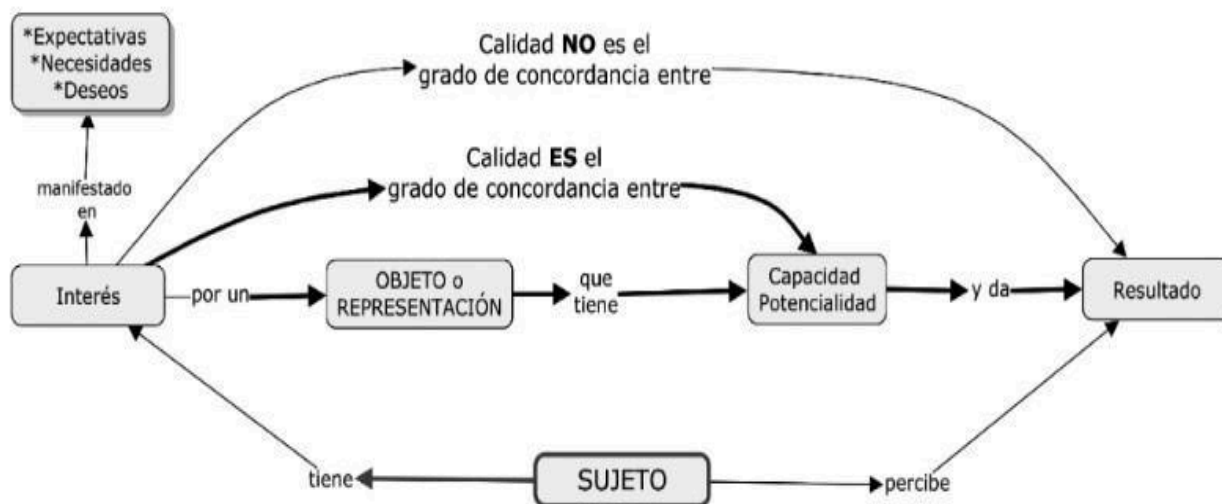 *Expectativas
*Necesidades
*Deseos
Calidad NO es el
grado de concordancia entre
Calidad ES el
grado de concordancia entre
manifestado
en
Interés
por un
OBJETO o
REPRESENTACIÓN
que
tiene
Capacidad
Potencialidad
y da
Resultado
tiene
SUJETO
percibe